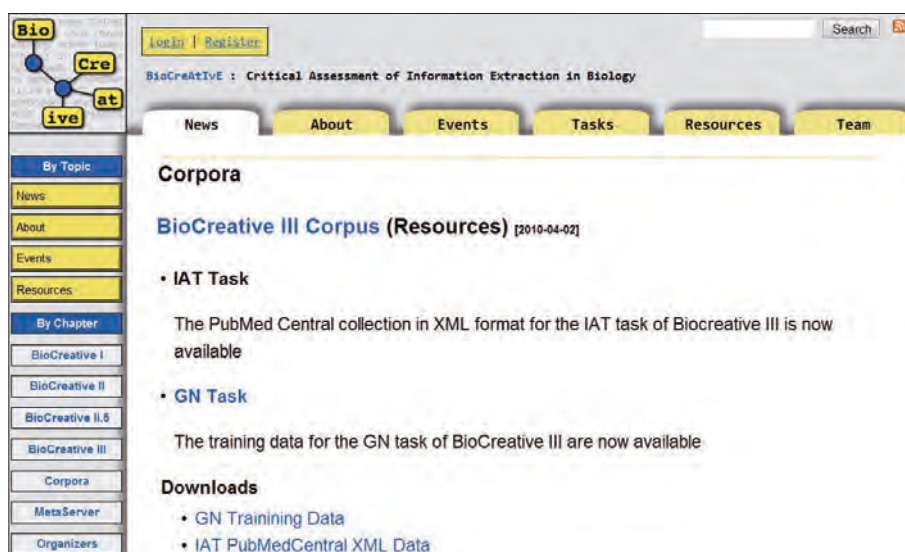 Bio
Cre
at
ive
Login | Register
Search
BioCreAtIvE : Critical Assessment of Information Extraction in Biology
News
About
Events
Tasks
Resources
Team
By Topic
News
About
Events
Resources
By Chapter
BioCreative I
BioCreative II
BioCreative II.5
BioCreative III
Corpora
MetaServer
Organizers
Corpora
BioCreative III Corpus (Resources) [2010-04-02]
• IAT Task
The PubMed Central collection in XML format for the IAT task of Biocreative III is now
available
• GN Task
The training data for the GN task of BioCreative III are now available
Downloads
• GN Trainining Data
• IAT PubMedCentral XML Data